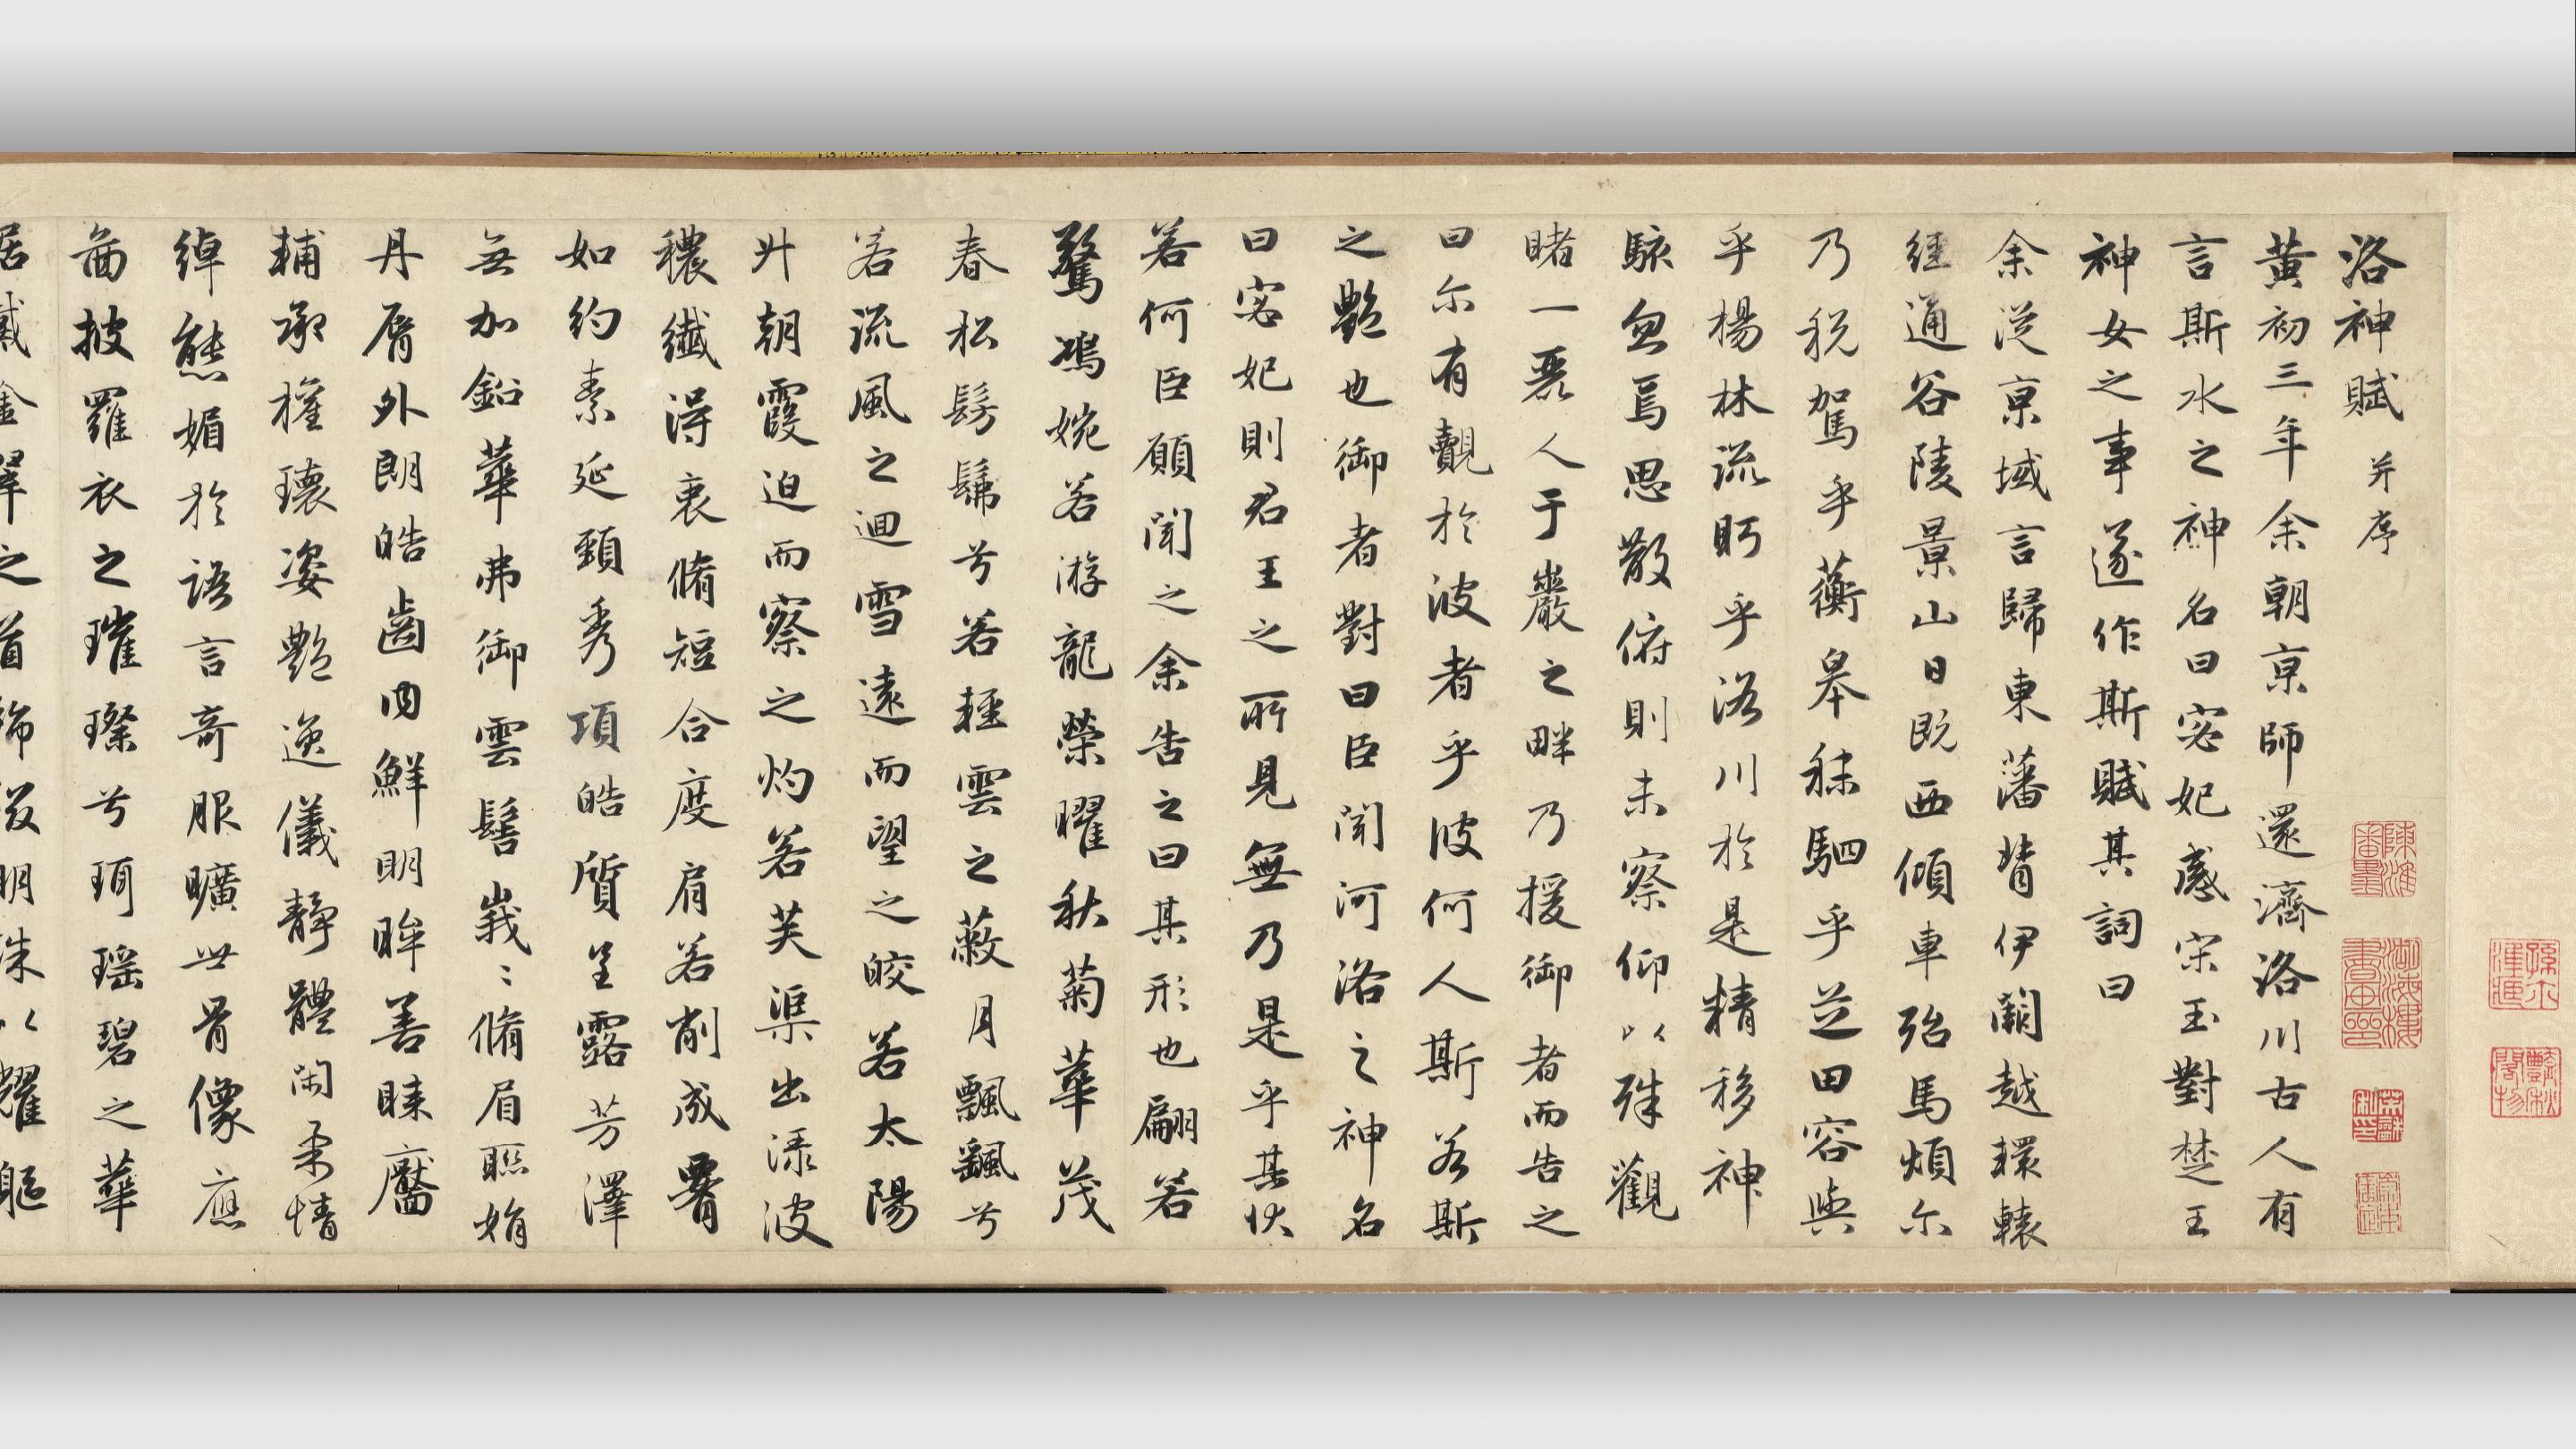 洛神賦 并序
黄初三年余朝京師還濟洛川古人有
言斯水之神名曰宓妃感宋玉對楚王
神女之事遂作斯賦其詞曰
余從京域言歸東藩背伊闕越轘轅
經通谷陵景山日既西傾車殆馬煩尓
乃税駕乎蘅皋秣駟乎芝田容與
乎楊林流眄乎洛川於是精移神
駭忽焉思散俯則未察仰以殊觀
睹一麗人于巖之畔乃援御者而告之
曰尓有覿於波者乎彼何人斯若斯
之艷也御者對曰臣聞河洛之神名
曰宓妃則君王之所見無乃是乎其狀
若何臣願聞之余告之曰其形也翩若
驚鴻婉若游龍榮曜秋菊華茂
春松髣髴兮若輕雲之蔽月飄飖兮
若流風之迴雪遠而望之皎若太陽
升朝霞迫而察之灼若芙渠出淥波
穠纖得衷脩短合度肩若削成腰
如約素延頸秀項皓質呈露芳澤
無加鉛華弗御雲髻峩〻脩眉聯娟
丹脣外朗皓齒内鮮明眸善睞靨
輔承權瓌姿艷逸儀靜體閑柔情
綽態媚於語言奇服曠世骨像應
啚披羅衣之璀璨兮珥瑶碧之華
琚戴金翠之首飾綴明珠以耀軀